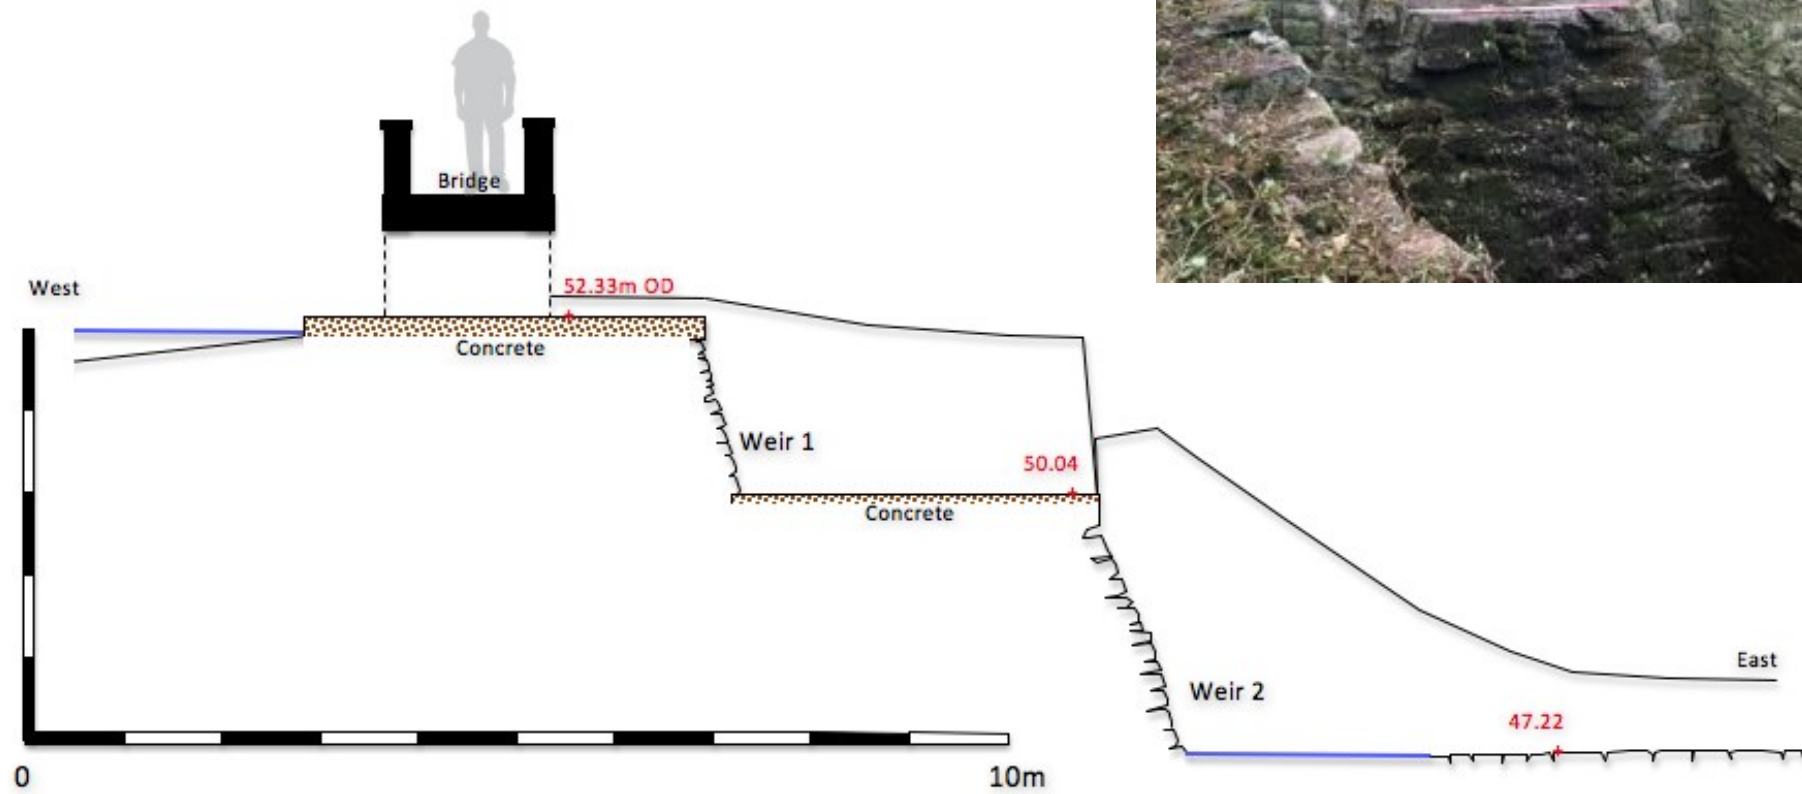 Bridge
West
52.33m OD
Concrete
Weir 1
50.04
Concrete
East
Weir 2
47.22
0
10m